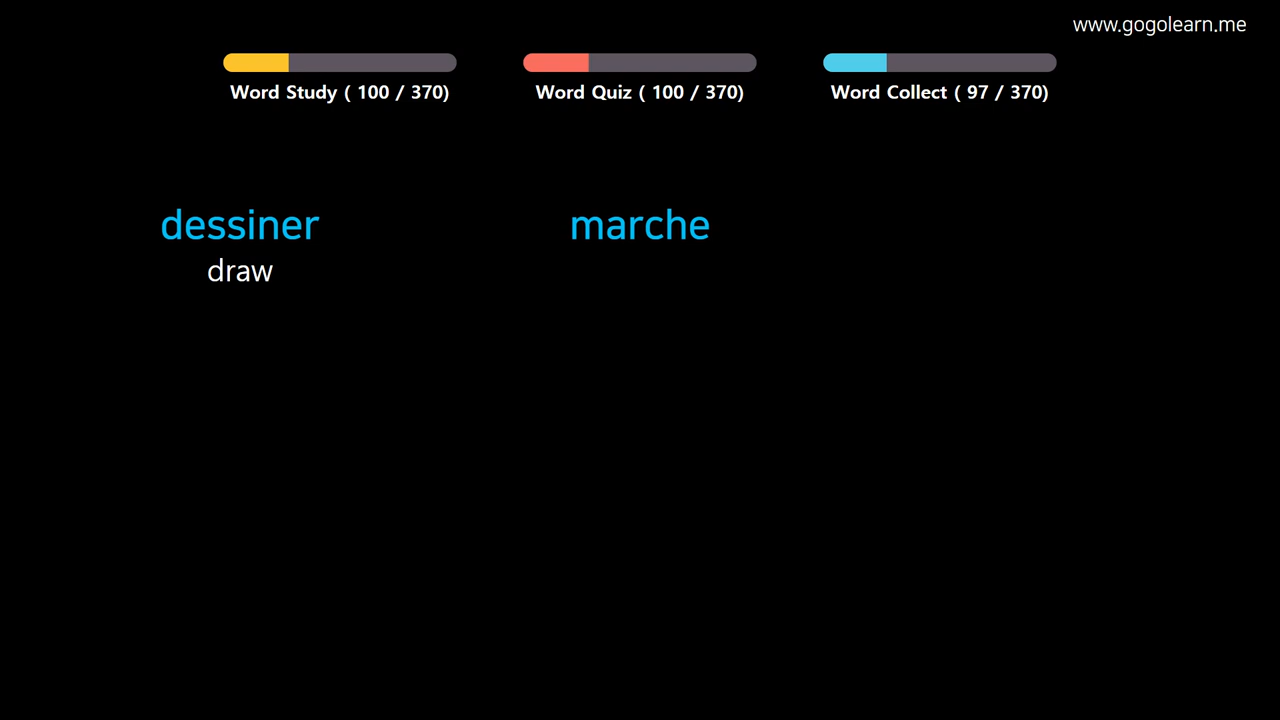 www.gogolearn.me
Word Study ( 100 / 370)
Word Quiz ( 100 / 370)
Word Collect ( 97 / 370)
dessiner
draw
marche